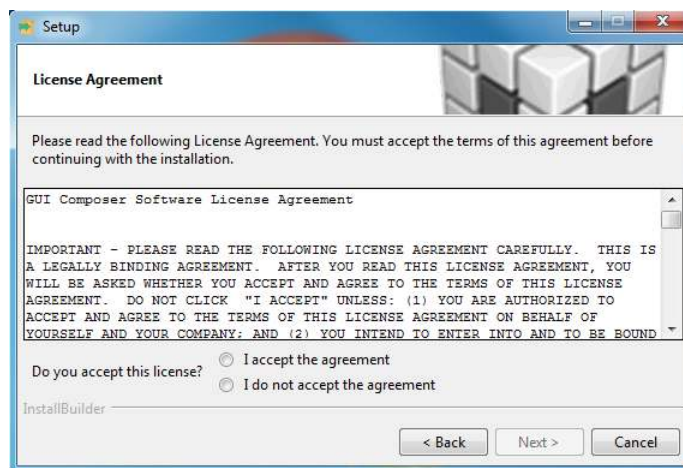 Setup
License Agreement
Please read the following License Agreement. You must accept the terms of this agreement before
continuing with the installation.
GUI Composer Software License Agreement
IMPORTANT - PLEASE READ THE FOLLOWING LICENSE AGREEMENT CAREFULLY.  THIS IS
A LEGALLY BINDING AGREEMENT.  AFTER YOU READ THIS LICENSE AGREEMENT, YOU
WILL BE ASKED WHETHER YOU ACCEPT AND AGREE TO THE TERMS OF THIS LICENSE
AGREEMENT.  DO NOT CLICK "I ACCEPT" UNLESS: (1) YOU ARE AUTHORIZED TO
ACCEPT AND AGREE TO THE TERMS OF THIS LICENSE AGREEMENT ON BEHALF OF
YOURSELF AND YOUR COMPANY; AND (2) YOU INTEND TO ENTER INTO AND TO BE BOUND
Do you accept this license?
I accept the agreement
I do not accept the agreement
InstallBuilder
< Back
Next >
Cancel